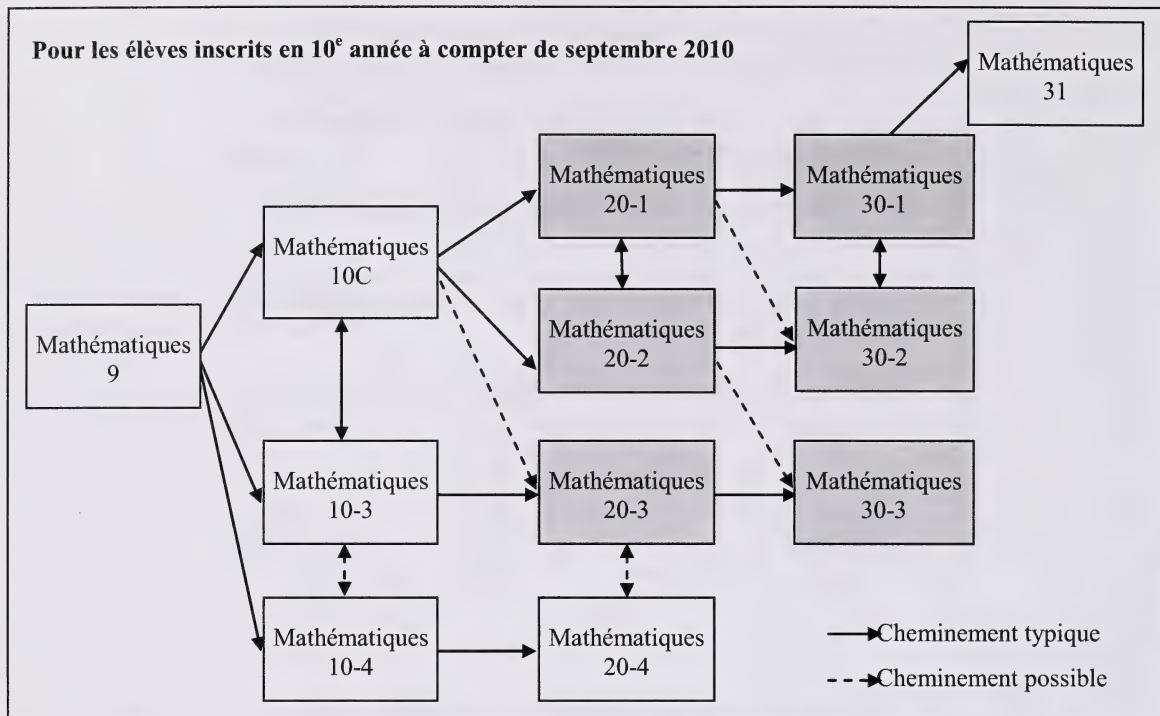 Pour les élèves inscrits en 10e année à compter de septembre 2010
Mathématiques
31
Mathématiques
20-1
Mathématiques
30-1
Mathématiques
10C
Mathématiques
9
Mathématiques
20-2
Mathématiques
30-2
Mathématiques
10-3
Mathématiques
20-3
Mathématiques
30-3
Mathématiques
10-4
Mathématiques
20-4
Cheminement typique
Cheminement possible